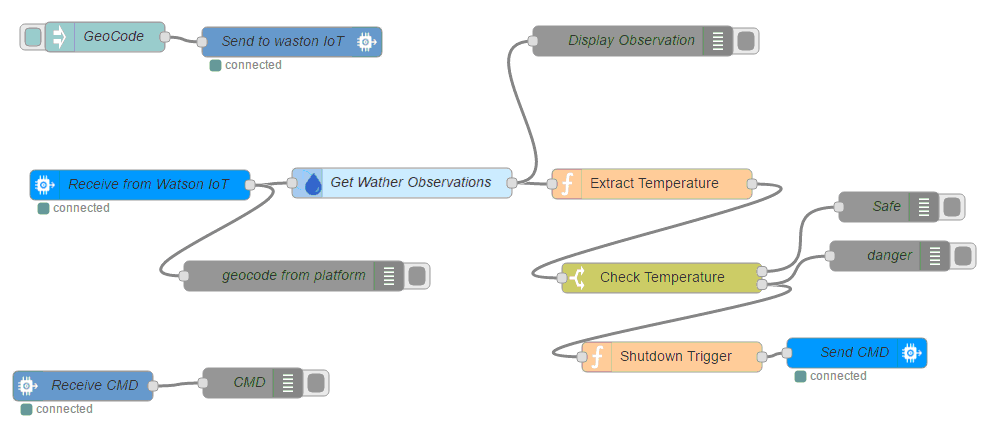 GeoCode
Send to waston IoT
connected
Display Observation
Receive from Watson IoT
connected
Get Wather Observations
Extract Temperature
Safe
danger
geocode from platform
Check Temperature
Shutdown Trigger
Send CMD
connected
Receive CMD
connected
CMD